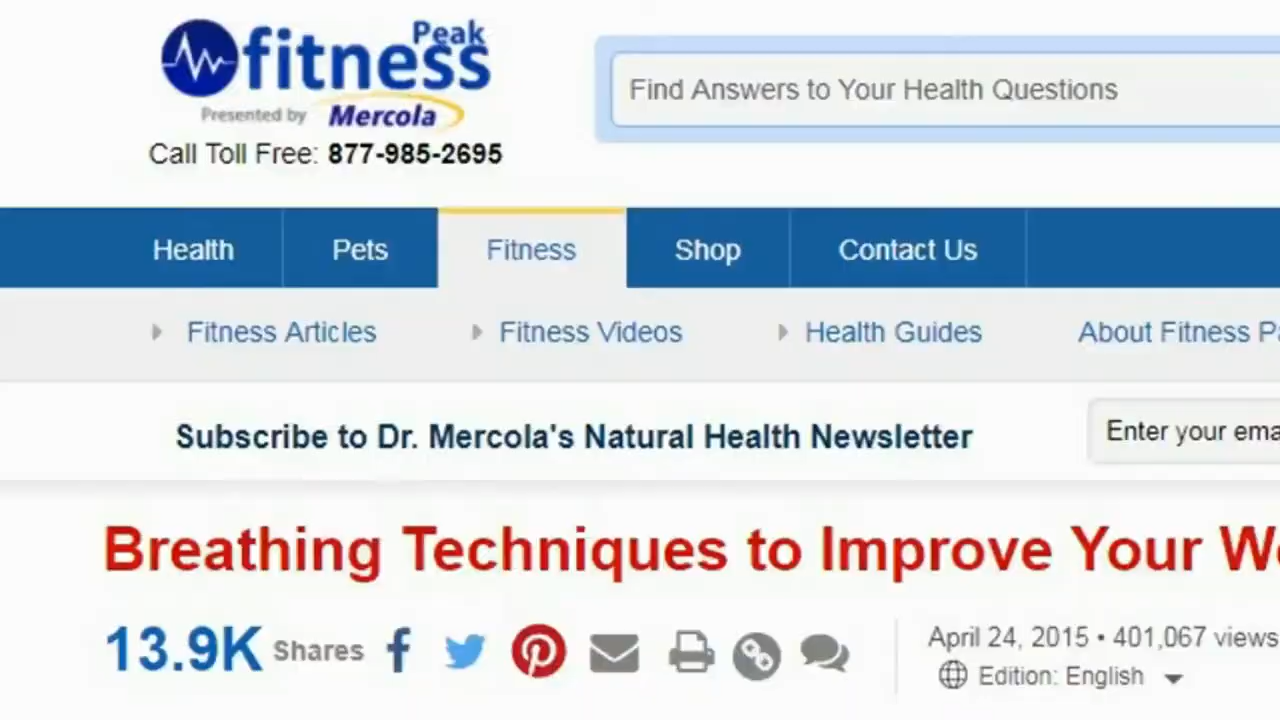 Peak
fitness
Presented by Mercola
Call Toll Free: 877-985-2695
Find Answers to Your Health Questions
Health Pets Fitness Shop Contact Us
Fitness Articles Fitness Videos Health Guides About Fitness
Subscribe to Dr. Mercola's Natural Health Newsletter
Enter your
Breathing Techniques to Improve Your
13.9K Shares
April 24, 2015 • 401,067 views
Edition: English